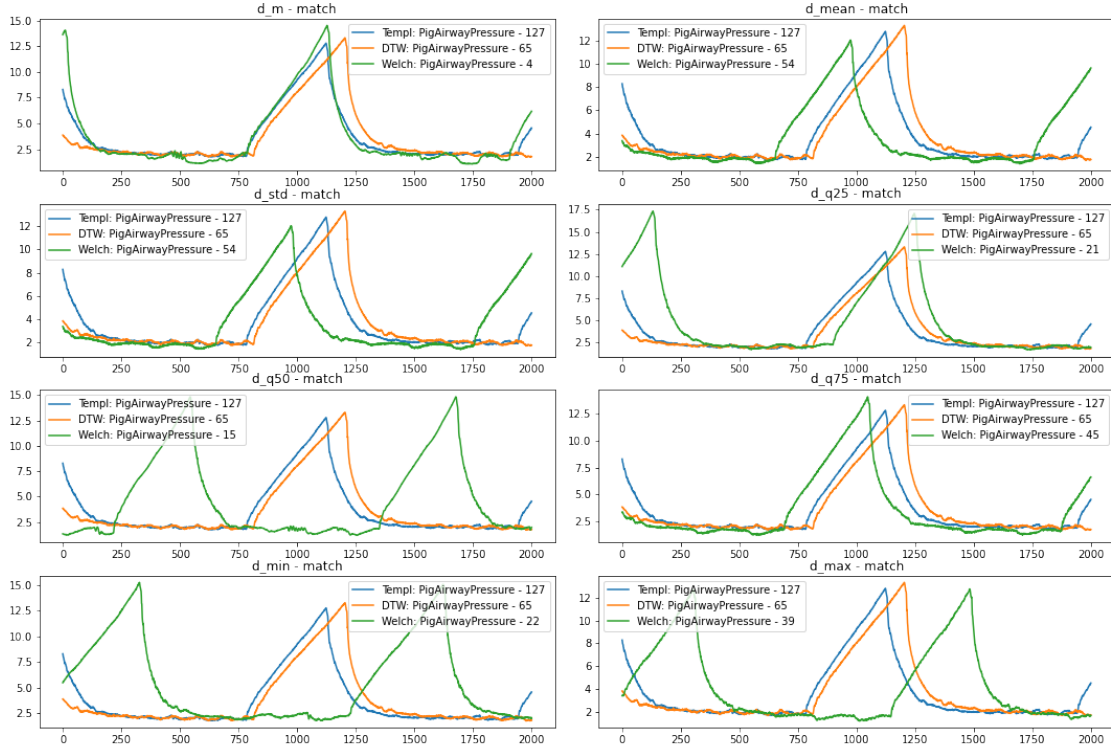 d_m - match
15.0
12.5
10.0
7.5
5.0
2.5
Templ: PigAirwayPressure - 127
DTW: PigAirwayPressure - 65
Welch: PigAirwayPressure - 4
0 250 500 750 1000 1250 1500 1750 2000
d_mean - match
12
10
8
6
4
2
Templ: PigAirwayPressure - 127
DTW: PigAirwayPressure - 65
Welch: PigAirwayPressure - 54
0 250 500 750 1000 1250 1500 1750 2000
d_std - match
12
10
8
6
4
2
Templ: PigAirwayPressure - 127
DTW: PigAirwayPressure - 65
Welch: PigAirwayPressure - 54
0 250 500 750 1000 1250 1500 1750 2000
d_q25 - match
17.5
15.0
12.5
10.0
7.5
5.0
2.5
Templ: PigAirwayPressure - 127
DTW: PigAirwayPressure - 65
Welch: PigAirwayPressure - 21
0 250 500 750 1000 1250 1500 1750 2000
d_q50 - match
15.0
12.5
10.0
7.5
5.0
2.5
Templ: PigAirwayPressure - 127
DTW: PigAirwayPressure - 65
Welch: PigAirwayPressure - 15
0 250 500 750 1000 1250 1500 1750 2000
d_q75 - match
12.5
10.0
7.5
5.0
2.5
Templ: PigAirwayPressure - 127
DTW: PigAirwayPressure - 65
Welch: PigAirwayPressure - 45
0 250 500 750 1000 1250 1500 1750 2000
d_min - match
15.0
12.5
10.0
7.5
5.0
2.5
Templ: PigAirwayPressure - 127
DTW: PigAirwayPressure - 65
Welch: PigAirwayPressure - 22
0 250 500 750 1000 1250 1500 1750 2000
d_max - match
12
10
8
6
4
2
Templ: PigAirwayPressure - 127
DTW: PigAirwayPressure - 65
Welch: PigAirwayPressure - 39
0 250 500 750 1000 1250 1500 1750 2000